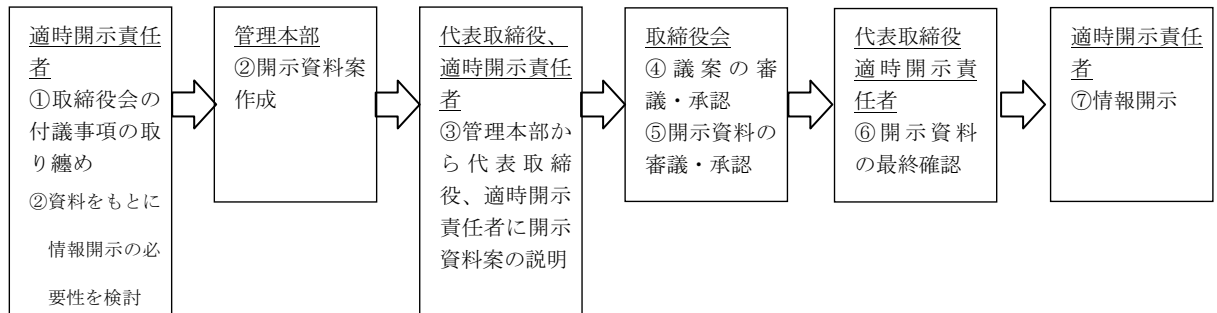 適時開示責任
者
①取締役会の
付議事項の取
り纏め
②資料をもとに
情報開示の必
要性を検討
管理本部
②開示資料案
作成
代表取締役、
適時開示責任
者
③管理本部か
ら代表取締
役、適時開示
責任者に開示
資料案の説明
取締役会
④議案の審
議・承認
⑤開示資料の
審議・承認
代表取締役
適時開示責
任者
⑥開示資料
の最終確認
適時開示責任
者
⑦情報開示